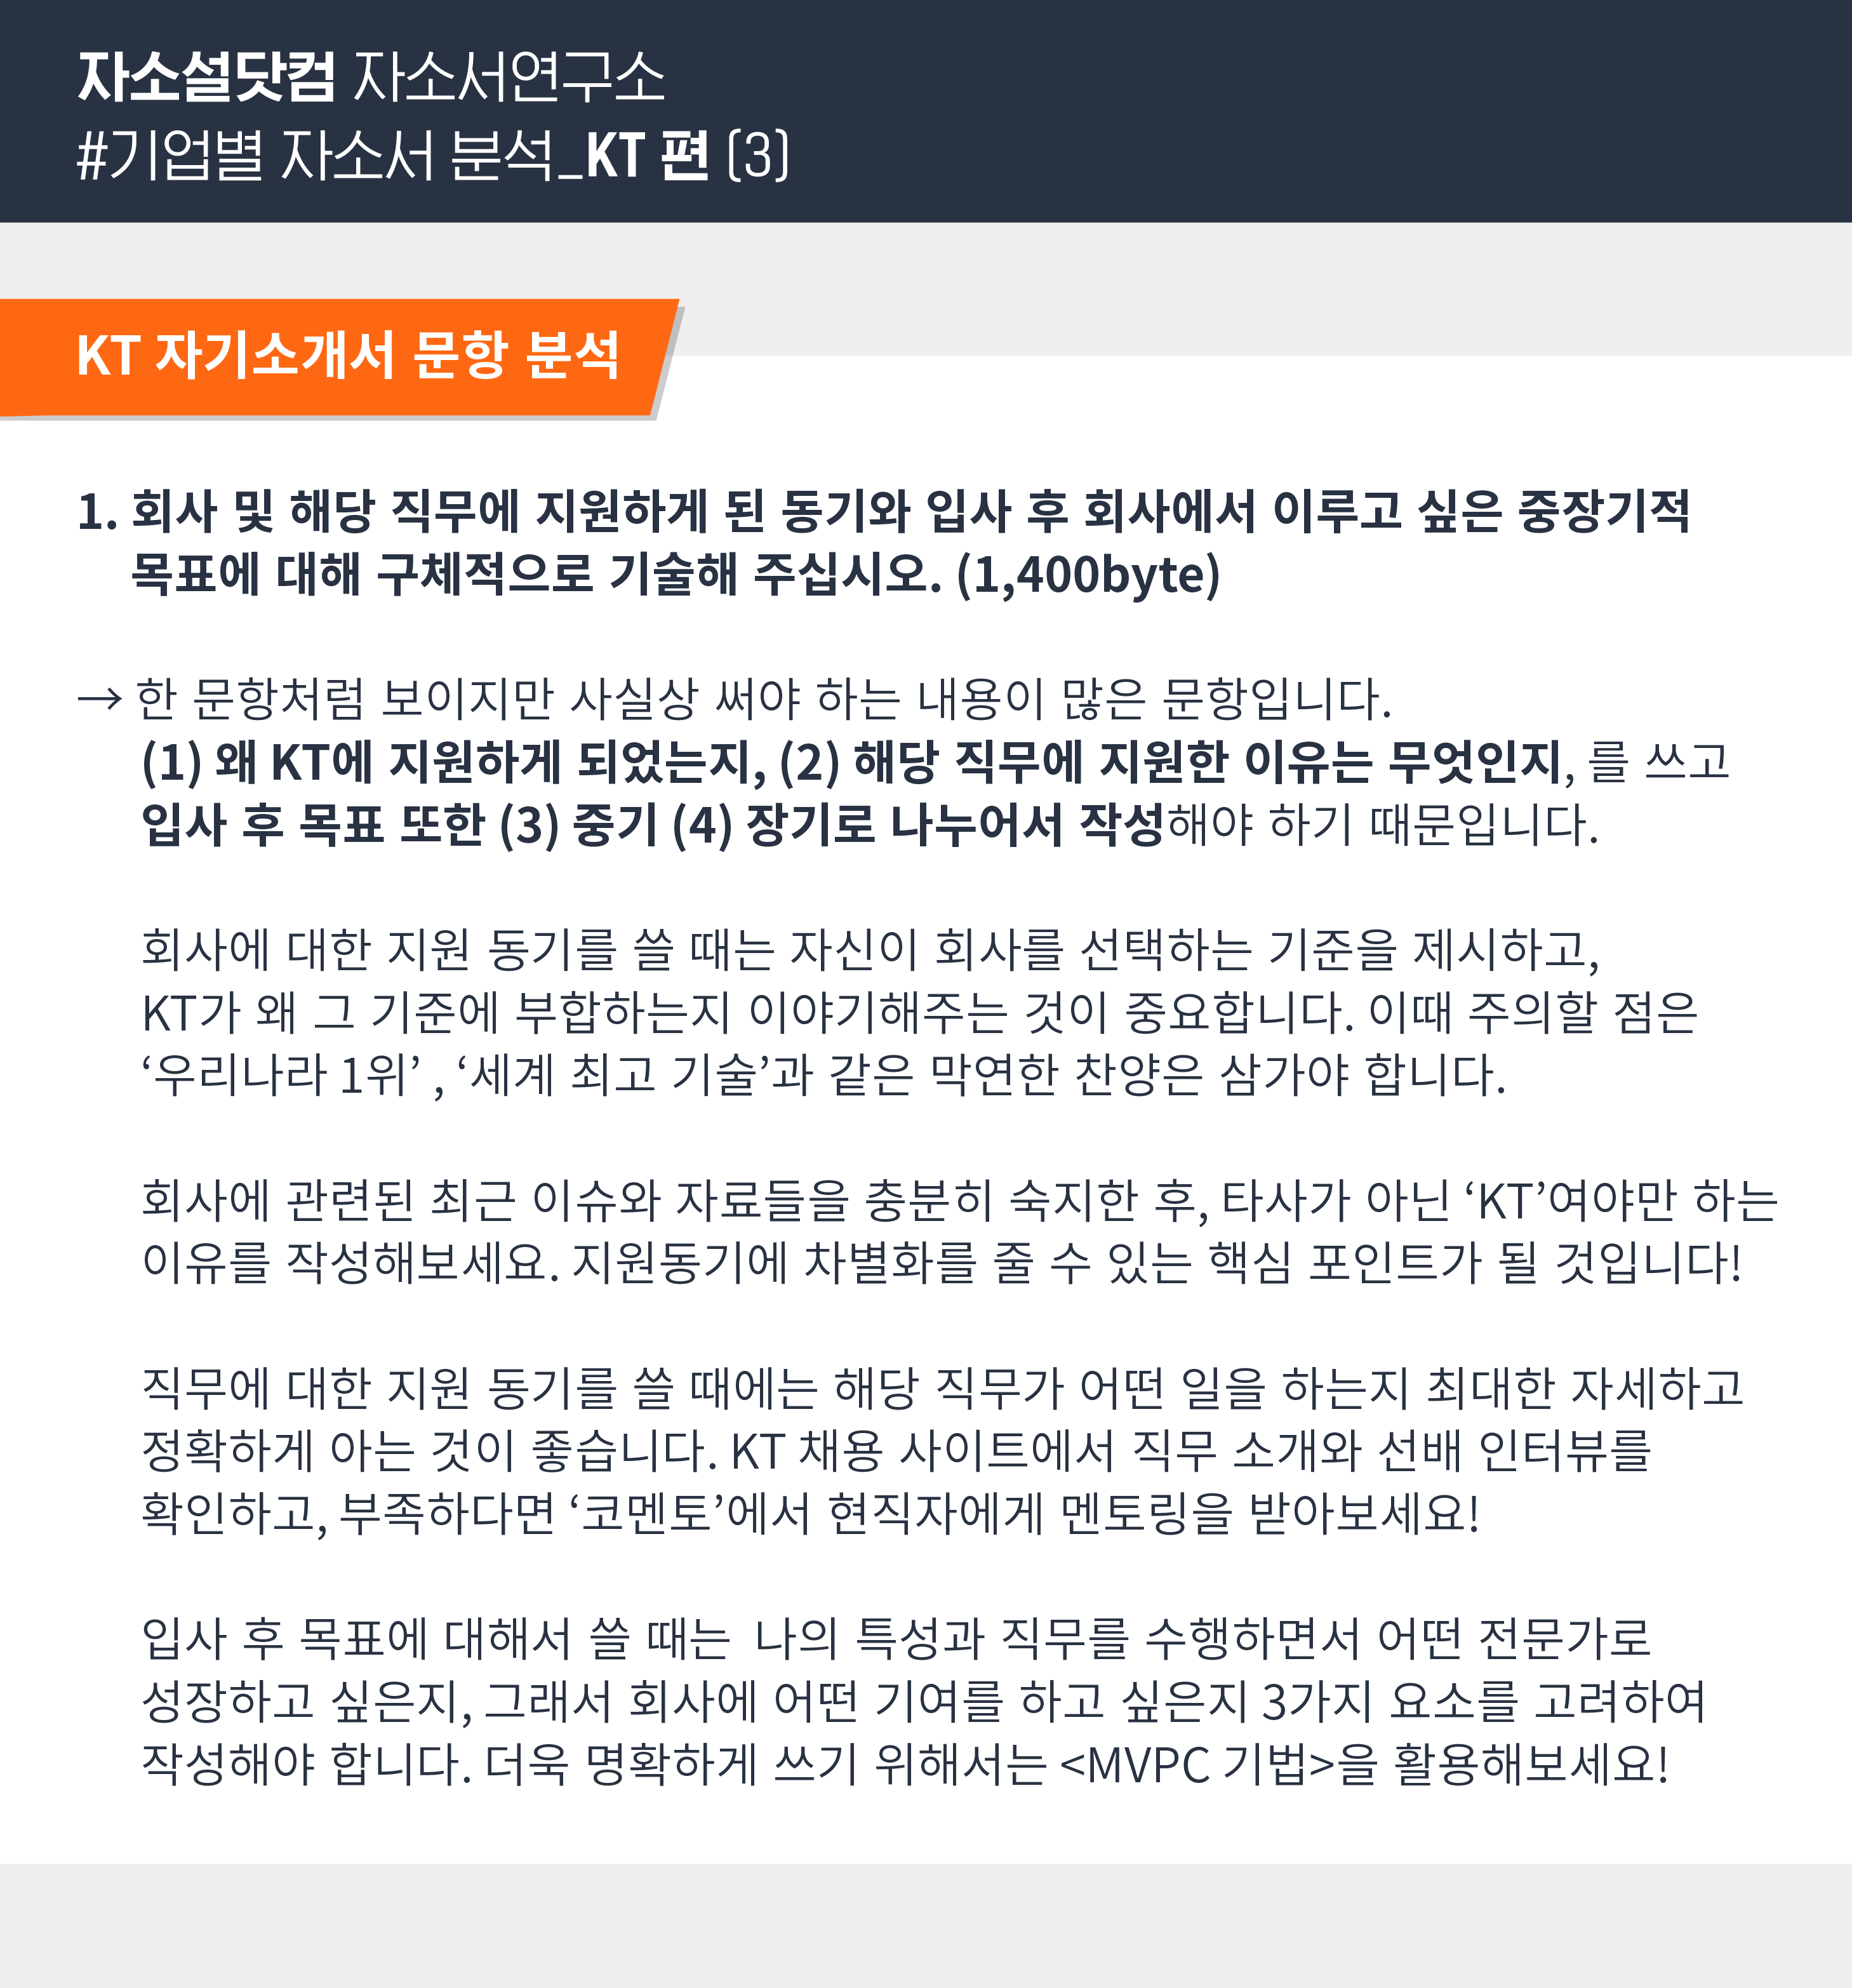 자소설닷컴 자소서연구소
#기업별 자소서 분석_KT 편 (3)
KT 자기소개서 문항 분석
1. 회사 및 해당 직무에 지원하게 된 동기와 입사 후 회사에서 이루고 싶은 중장기적
목표에 대해 구체적으로 기술해 주십시오. (1,400byte)
→ 한 문항처럼 보이지만 사실상 써야 하는 내용이 많은 문항입니다.
(1) 왜 KT에 지원하게 되었는지, (2) 해당 직무에 지원한 이유는 무엇인지, 를 쓰고
입사 후 목표 또한 (3) 중기 (4) 장기로 나누어서 작성해야 하기 때문입니다.
회사에 대한 지원 동기를 쓸 때는 자신이 회사를 선택하는 기준을 제시하고,
KT가 왜 그 기준에 부합하는지 이야기해주는 것이 중요합니다. 이때 주의할 점은
‘우리나라 1위’ , ‘세계 최고 기술’과 같은 막연한 찬양은 삼가야 합니다.
회사에 관련된 최근 이슈와 자료들을 충분히 숙지한 후, 타사가 아닌 ‘KT’여야만 하는
이유를 작성해보세요. 지원동기에 차별화를 줄 수 있는 핵심 포인트가 될 것입니다!
직무에 대한 지원 동기를 쓸 때에는 해당 직무가 어떤 일을 하는지 최대한 자세하고
정확하게 아는 것이 좋습니다. KT 채용 사이트에서 직무 소개와 선배 인터뷰를
확인하고, 부족하다면 ‘코멘토’에서 현직자에게 멘토링을 받아보세요!
입사 후 목표에 대해서 쓸 때는 나의 특성과 직무를 수행하면서 어떤 전문가로
성장하고 싶은지, 그래서 회사에 어떤 기여를 하고 싶은지 3가지 요소를 고려하여
작성해야 합니다. 더욱 명확하게 쓰기 위해서는 <MVPC 기법>을 활용해보세요!